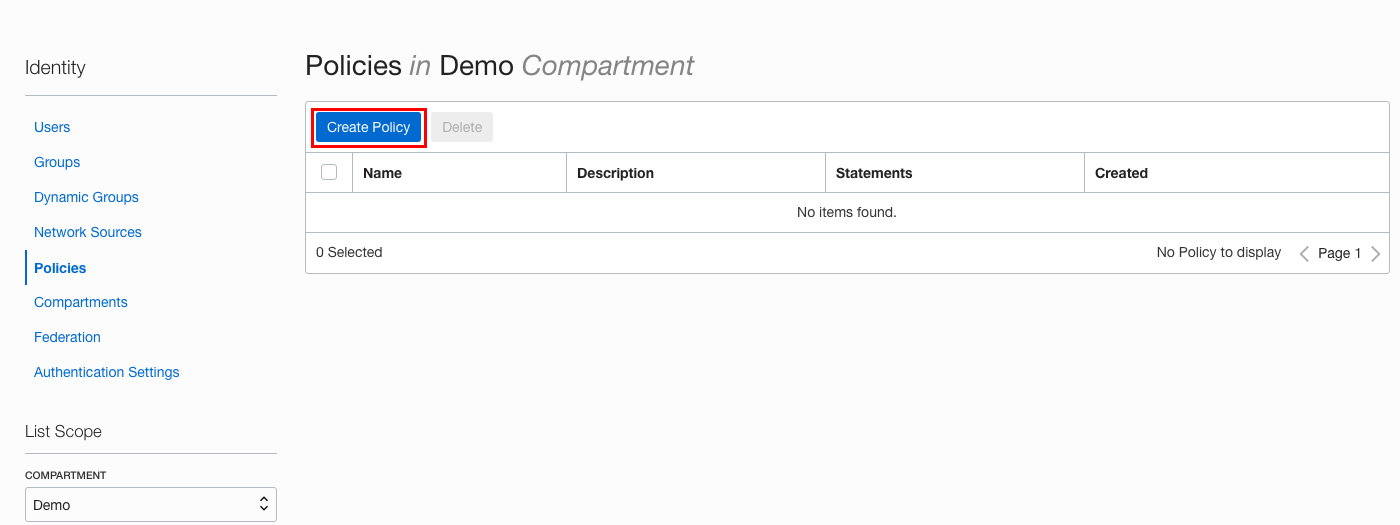 Identity
Users
Groups
Dynamic Groups
Network Sources
Policies
Compartments
Federation
Authentication Settings
List Scope
COMPARTMENT
Demo
Policies in Demo Compartment
Create Policy Delete
Name Description Statements Created
No items found.
0 Selected No Policy to display Page 1